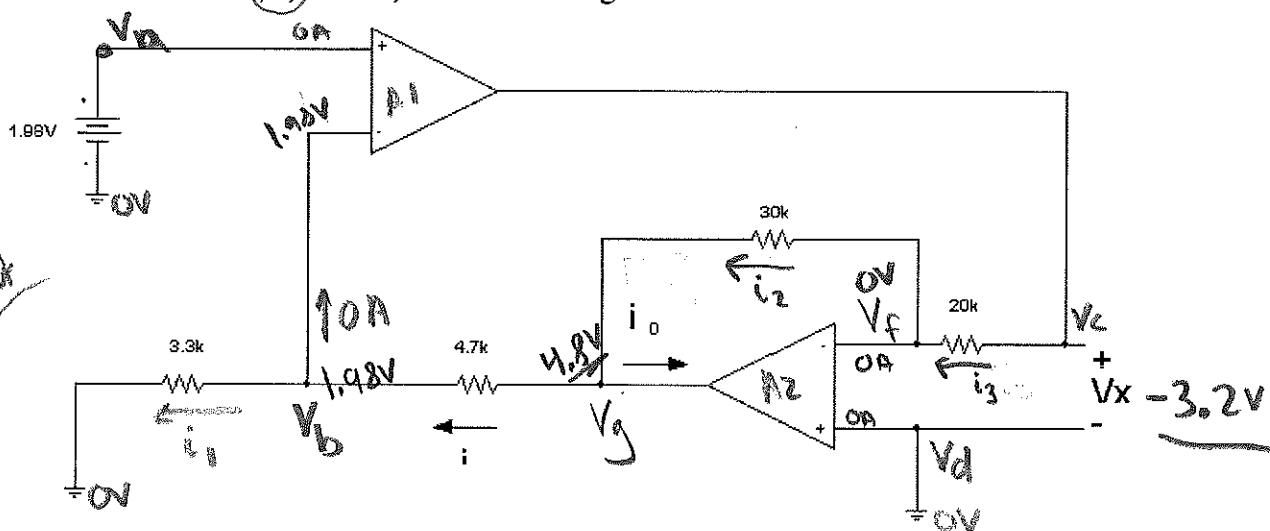 Va
0A
+
A1
1.98V
1.98V
-
0V
30k
i2
0V
Vf
20k
Vc
+
0A
i3
Vx -3.2V
-
↑0A
i0
3.3k
4.7k
4.8V
-
A2
+
0A
1.98V
i1
Vb
i
Vg
Vd
0V
0V